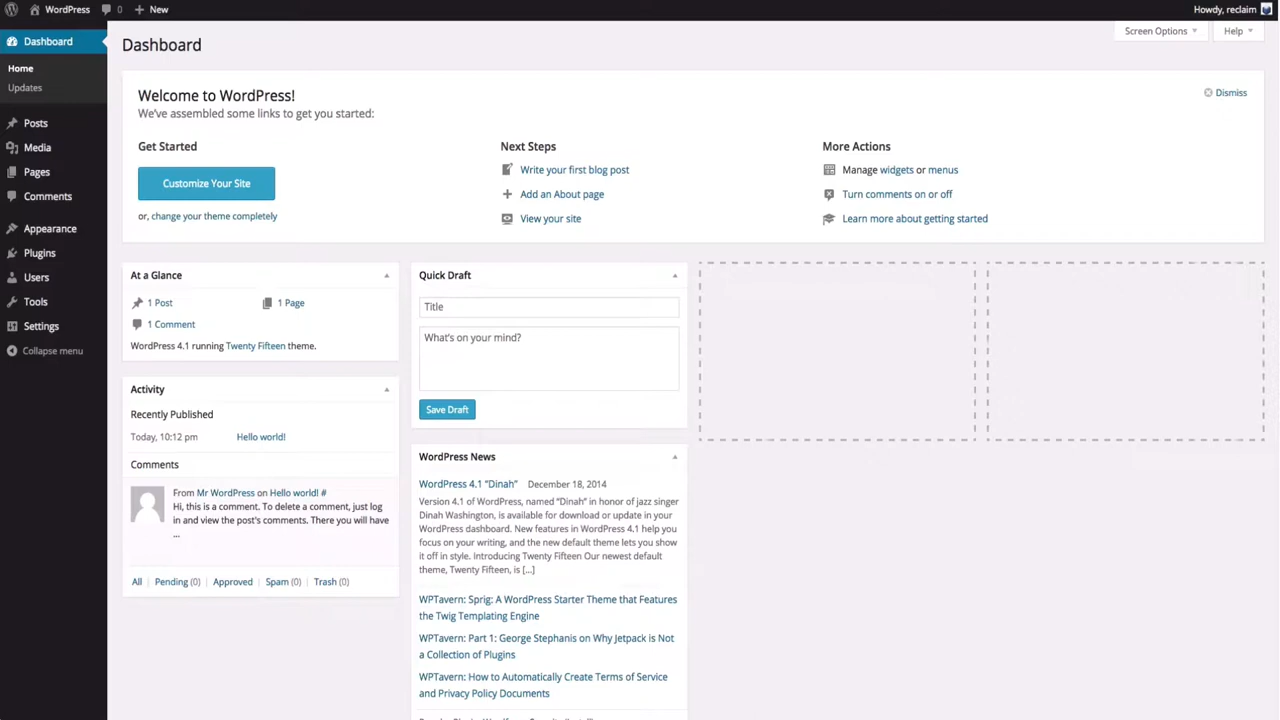 WordPress 0 New Howdy, reclaim
Dashboard
Home
Updates
Posts
Media
Pages
Comments
Appearance
Plugins
Users
Tools
Settings
Collapse menu
Screen Options Help
Dashboard
Welcome to WordPress!
We've assembled some links to get you started:
Dismiss
Get Started
Customize Your Site
or, change your theme completely
Next Steps
Write your first blog post
Add an About page
View your site
More Actions
Manage widgets or menus
Turn comments on or off
Learn more about getting started
At a Glance
1 Post 1 Page
1 Comment
WordPress 4.1 running Twenty Fifteen theme.
Activity
Recently Published
Today, 10:12 pm Hello world!
Comments
From Mr WordPress on Hello world! #
Hi, this is a comment. To delete a comment, just log
in and view the post's comments. There you will have
...
All | Pending (0) | Approved | Spam (0) | Trash (0)
Quick Draft
Title
What's on your mind?
Save Draft
WordPress News
WordPress 4.1 “Dinah” December 18, 2014
Version 4.1 of WordPress, named “Dinah” in honor of jazz singer
Dinah Washington, is available for download or update in your
WordPress dashboard. New features in WordPress 4.1 help you
focus on your writing, and the new default theme lets you show
it off in style. Introducing Twenty Fifteen Our newest default
theme, Twenty Fifteen, is [...]
WPTavern: Sprig: A WordPress Starter Theme that Features
the Twig Templating Engine
WPTavern: Part 1: George Stephanis on Why Jetpack is Not
a Collection of Plugins
WPTavern: How to Automatically Create Terms of Service
and Privacy Policy Documents